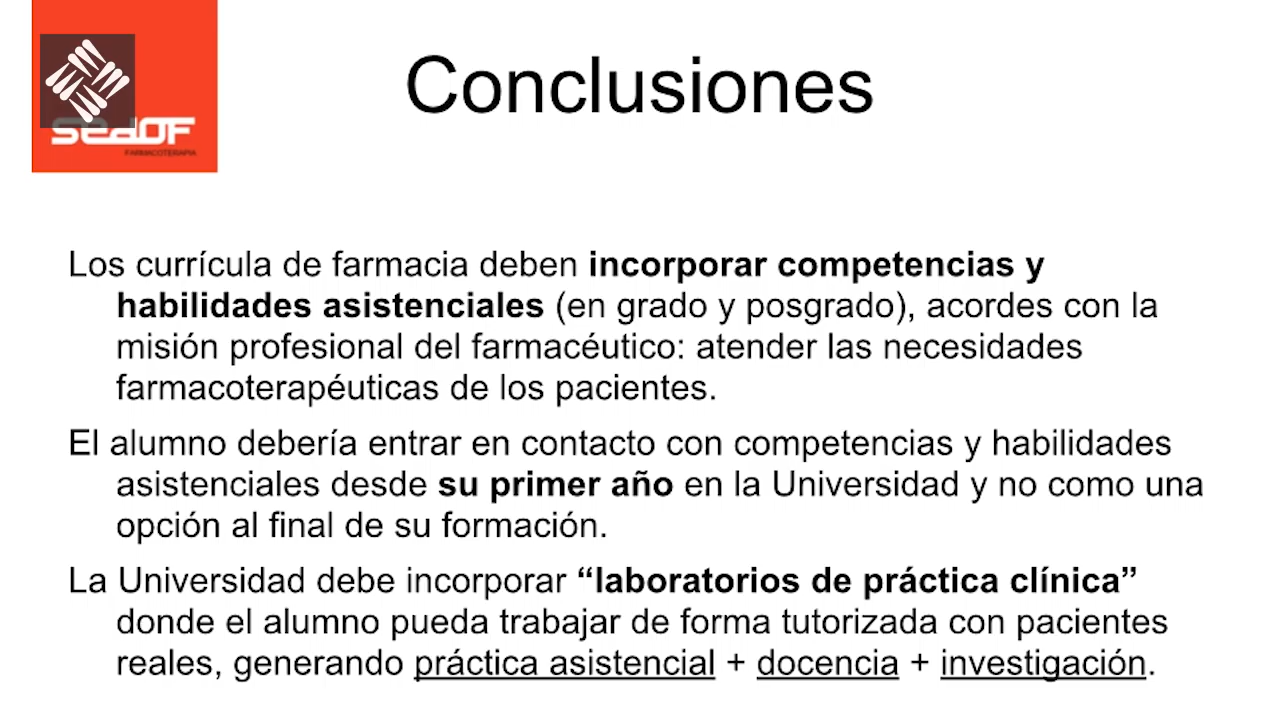 Conclusiones
sedOF
FARMACOTERAPIA
Los currícula de farmacia deben incorporar competencias y
habilidades asistenciales (en grado y posgrado), acordes con la
misión profesional del farmacéutico: atender las necesidades
farmacoterapéuticas de los pacientes.
El alumno debería entrar en contacto con competencias y habilidades
asistenciales desde su primer año en la Universidad y no como una
opción al final de su formación.
La Universidad debe incorporar “laboratorios de práctica clínica”
donde el alumno pueda trabajar de forma tutorizada con pacientes
reales, generando práctica asistencial + docencia + investigación.